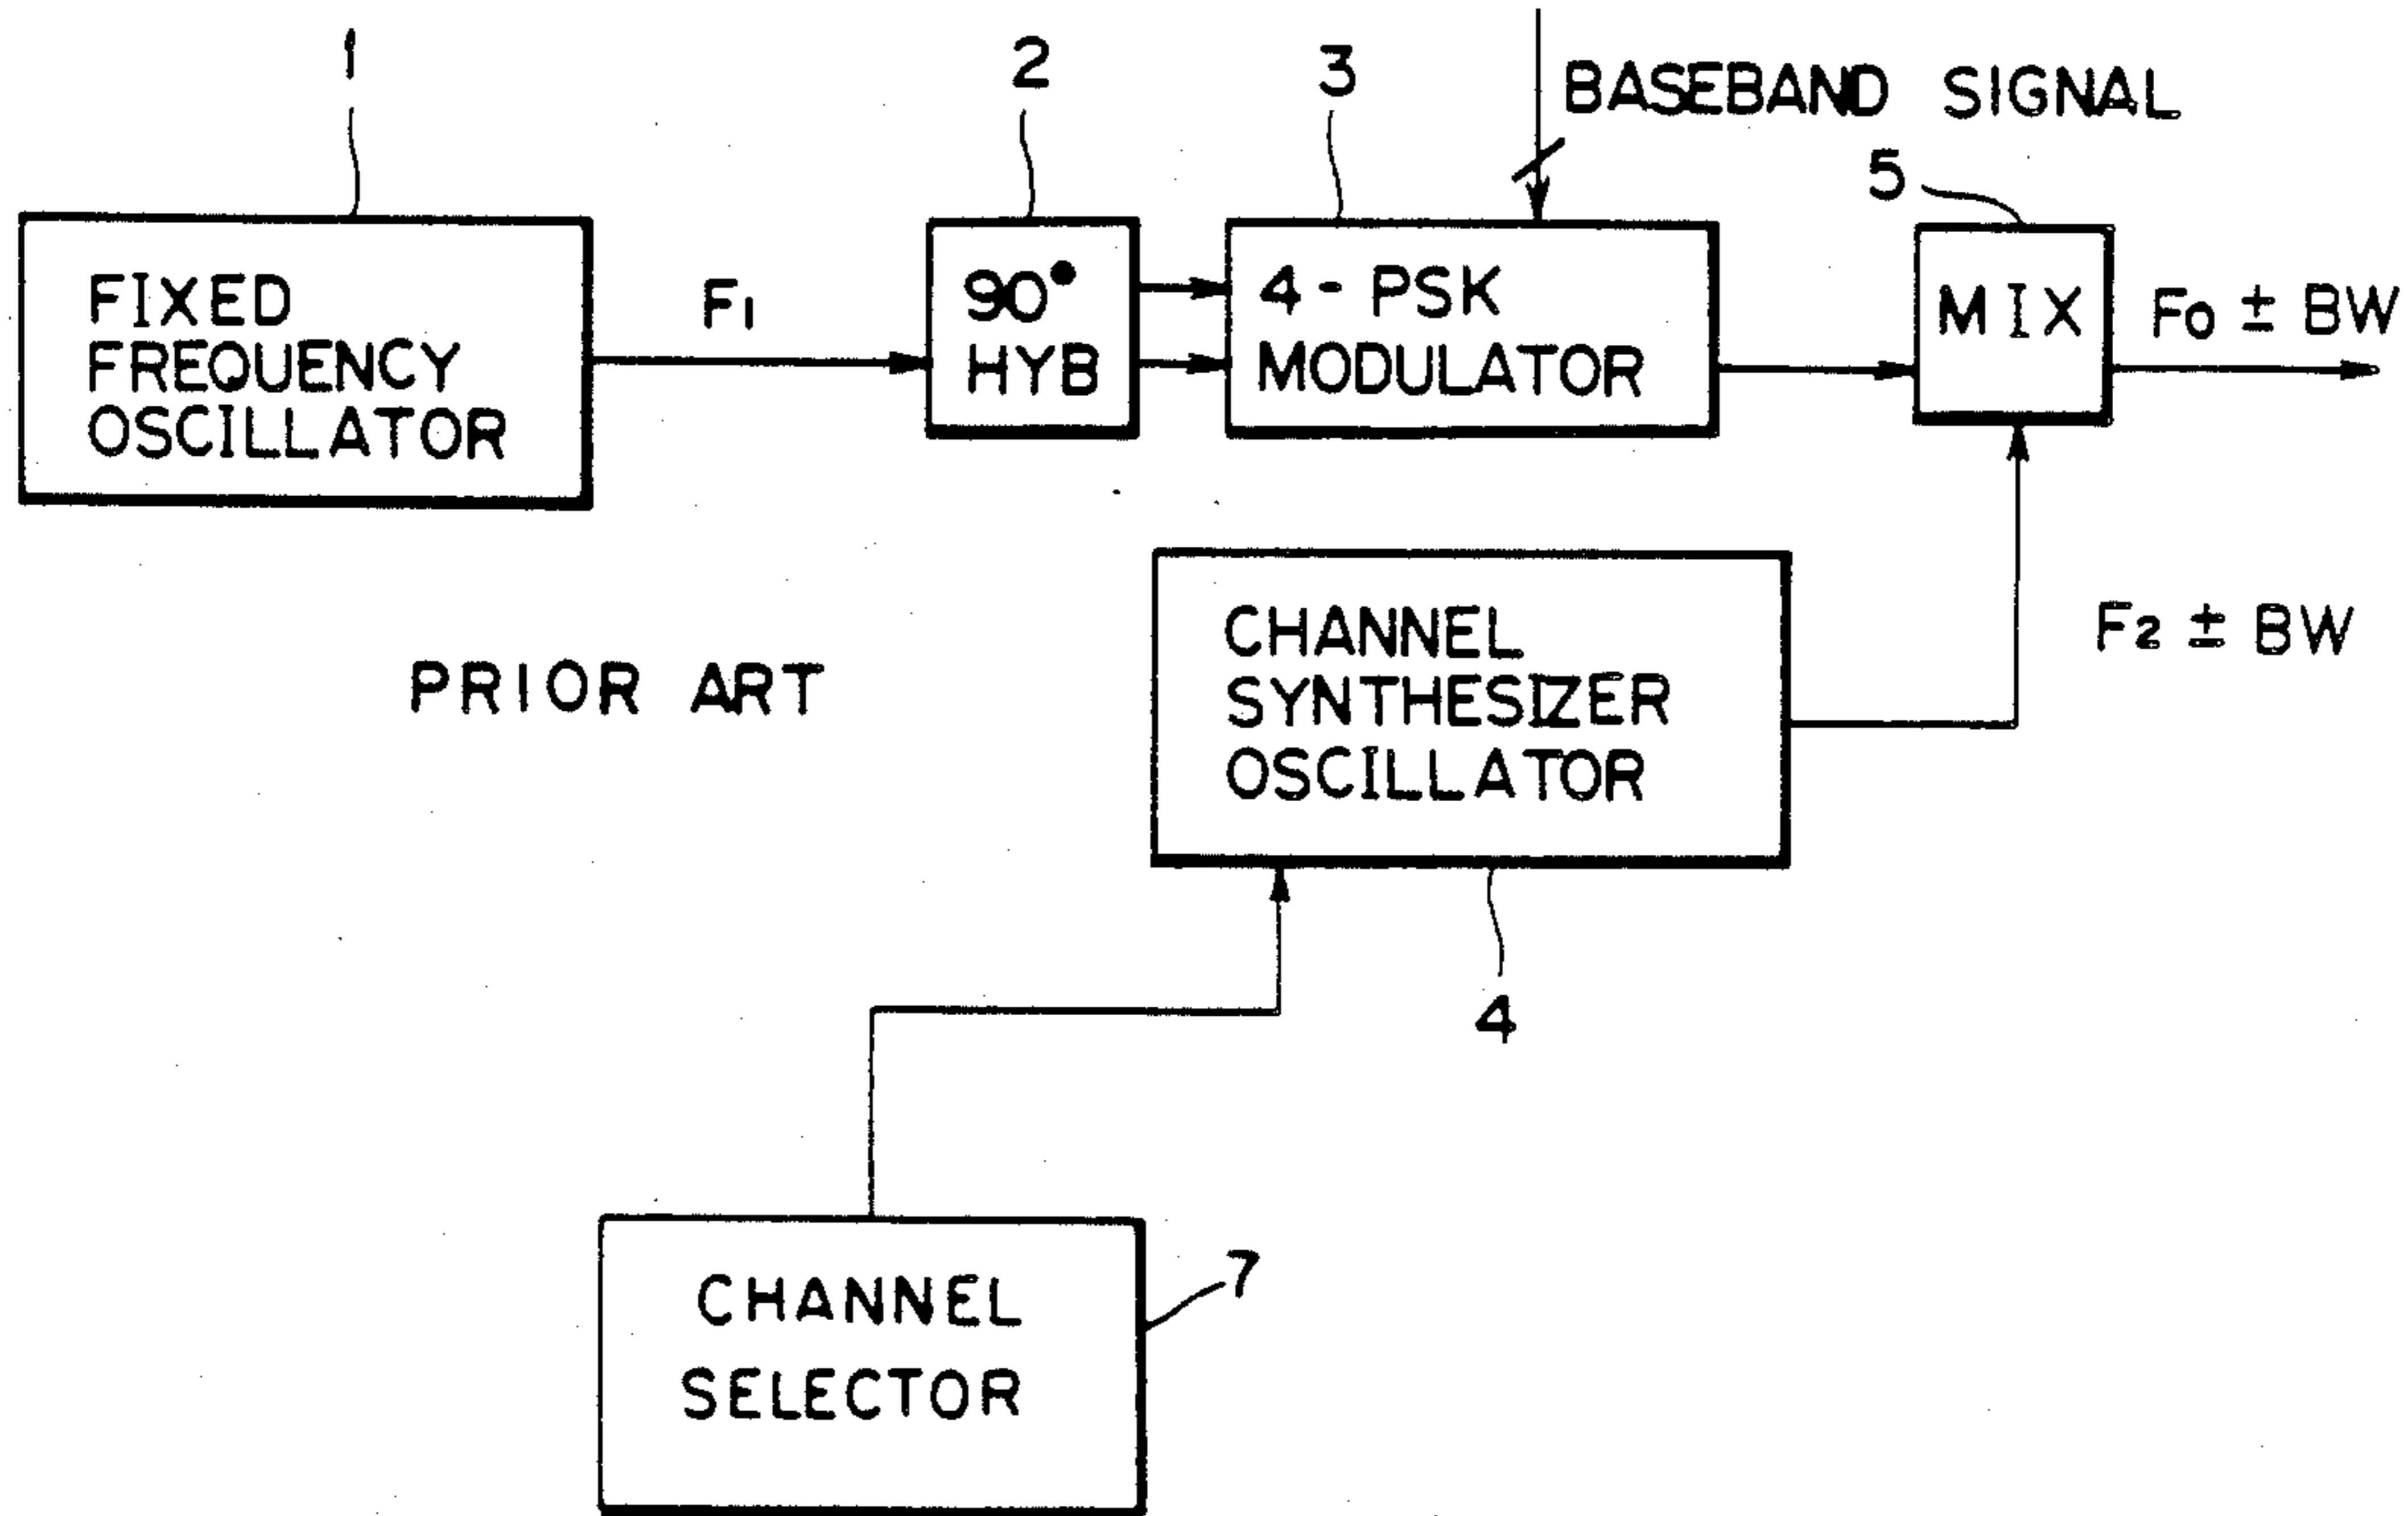 1
2
3
BASEBAND SIGNAL
5
FIXED
FREQUENCY
OSCILLATOR
F1
90°
HYB
4-PSK
MODULATOR
MIX
F0 ± BW
CHANNEL
SYNTHESIZER
OSCILLATOR
F2 ± BW
PRIOR ART
4
CHANNEL
SELECTOR
7